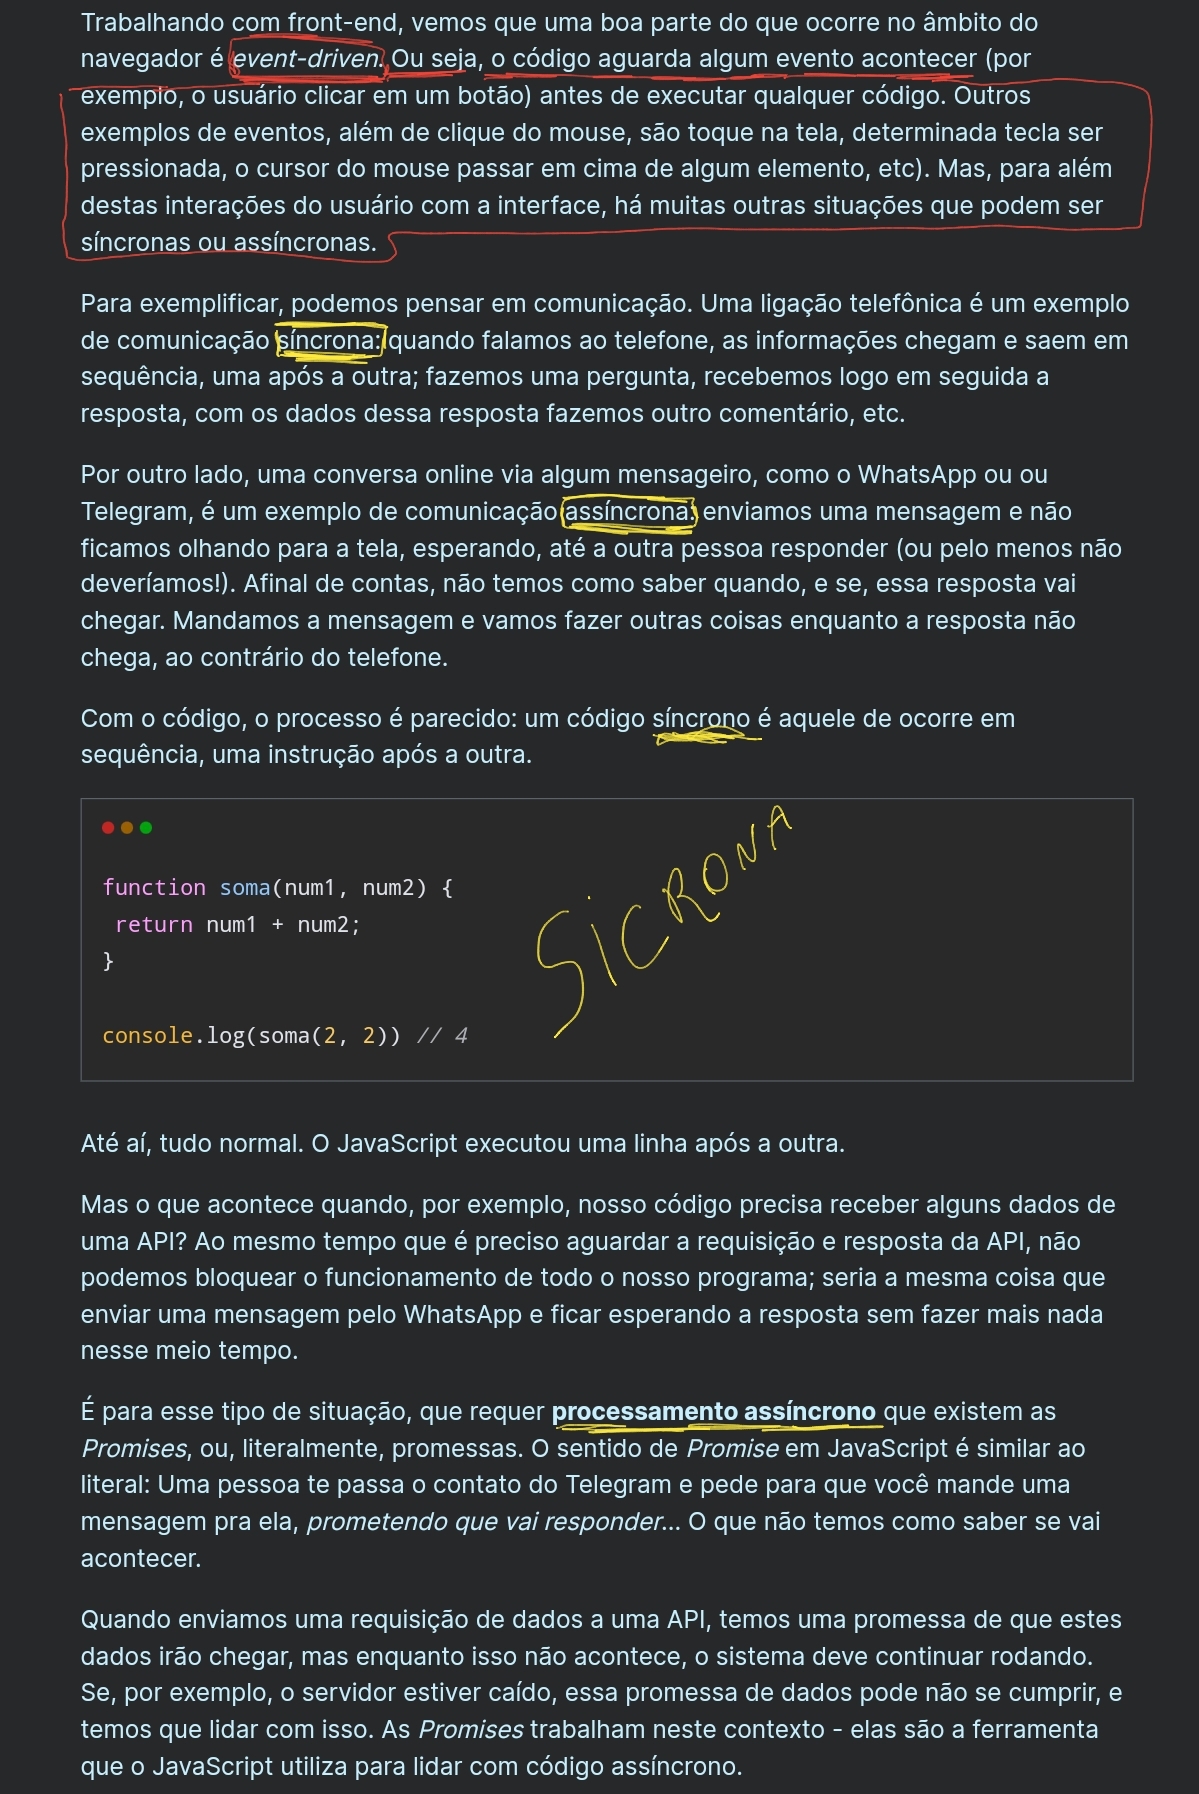 Trabalhando com front-end, vemos que uma boa parte do que ocorre no âmbito do
navegador é event-driven. Ou seja, o código aguarda algum evento acontecer (por
exemplo, o usuário clicar em um botão) antes de executar qualquer código. Outros
exemplos de eventos, além de clique do mouse, são toque na tela, determinada tecla ser
pressionada, o cursor do mouse passar em cima de algum elemento, etc). Mas, para além
destas interações do usuário com a interface, há muitas outras situações que podem ser
síncronas ou assíncronas.
Para exemplificar, podemos pensar em comunicação. Uma ligação telefônica é um exemplo
de comunicação síncrona: quando falamos ao telefone, as informações chegam e saem em
sequência, uma após a outra; fazemos uma pergunta, recebemos logo em seguida a
resposta, com os dados dessa resposta fazemos outro comentário, etc.
Por outro lado, uma conversa online via algum mensageiro, como o WhatsApp ou ou
Telegram, é um exemplo de comunicação assíncrona: enviamos uma mensagem e não
ficamos olhando para a tela, esperando, até a outra pessoa responder (ou pelo menos não
deveríamos!). Afinal de contas, não temos como saber quando, e se, essa resposta vai
chegar. Mandamos a mensagem e vamos fazer outras coisas enquanto a resposta não
chega, ao contrário do telefone.
Com o código, o processo é parecido: um código síncrono é aquele de ocorre em
sequência, uma instrução após a outra.
function soma(num1, num2) {
return num1 + num2;
}
SÍCRONA
console.log(soma(2, 2)) // 4
Até aí, tudo normal. O JavaScript executou uma linha após a outra.
Mas o que acontece quando, por exemplo, nosso código precisa receber alguns dados de
uma API? Ao mesmo tempo que é preciso aguardar a requisição e resposta da API, não
podemos bloquear o funcionamento de todo o nosso programa; seria a mesma coisa que
enviar uma mensagem pelo WhatsApp e ficar esperando a resposta sem fazer mais nada
nesse meio tempo.
É para esse tipo de situação, que requer processamento assíncrono que existem as
Promises, ou, literalmente, promessas. O sentido de Promise em JavaScript é similar ao
literal: Uma pessoa te passa o contato do Telegram e pede para que você mande uma
mensagem pra ela, prometendo que vai responder... O que não temos como saber se vai
acontecer.
Quando enviamos uma requisição de dados a uma API, temos uma promessa de que estes
dados irão chegar, mas enquanto isso não acontece, o sistema deve continuar rodando.
Se, por exemplo, o servidor estiver caído, essa promessa de dados pode não se cumprir, e
temos que lidar com isso. As Promises trabalham neste contexto - elas são a ferramenta
que o JavaScript utiliza para lidar com código assíncrono.